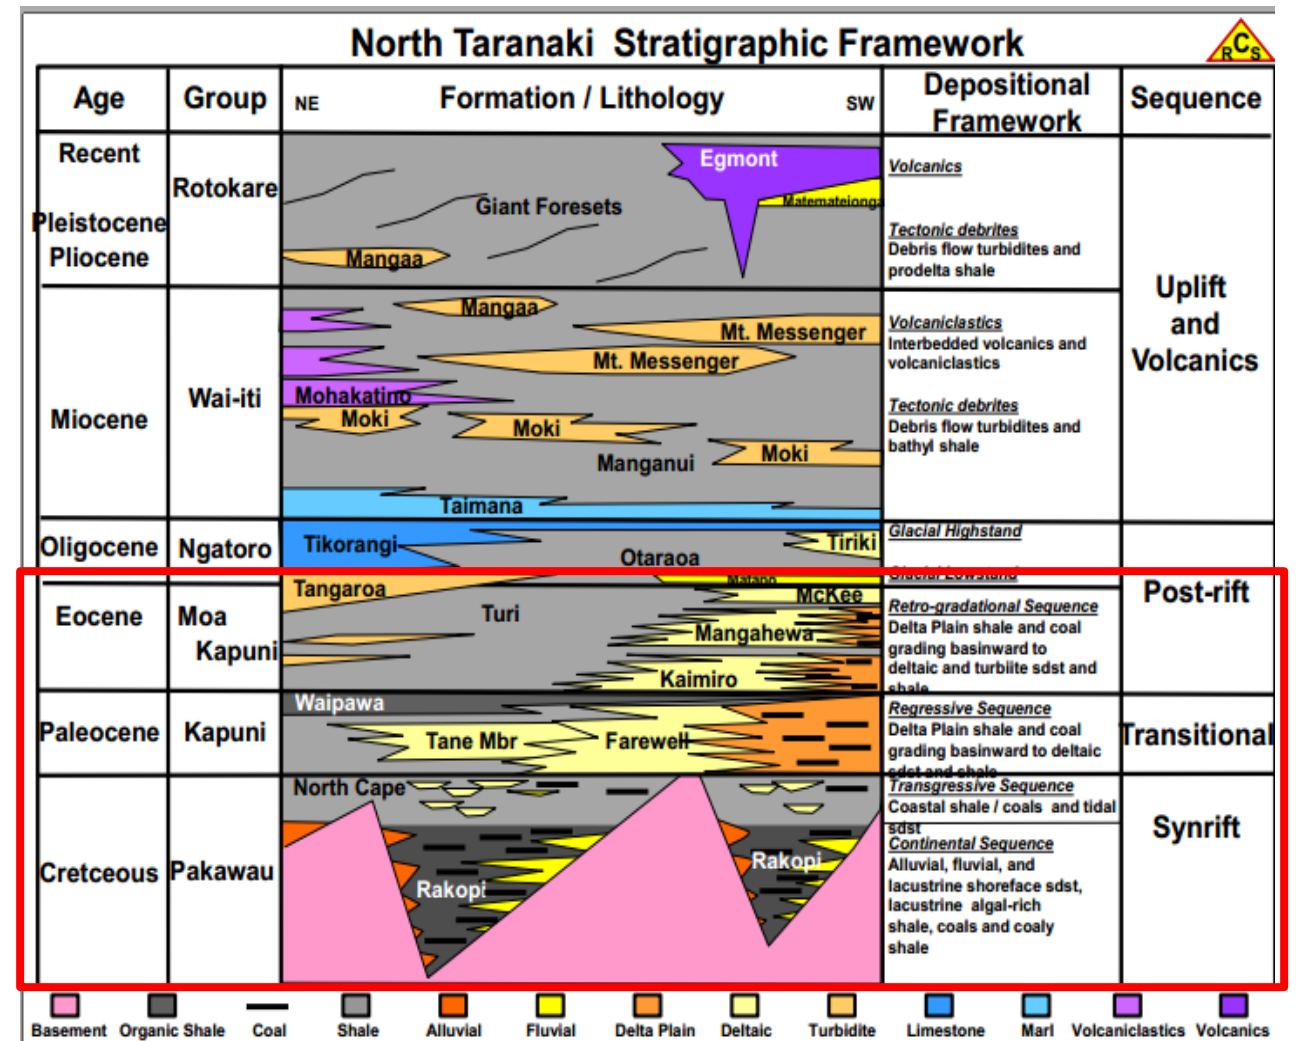 North Taranaki Stratigraphic Framework
RCS
Age
Group
NE
Formation / Lithology
SW
Depositional
Framework
Sequence
Recent
Pleistocene
Pliocene
Rotokare
Egmont
Matemateionga
Giant Foresets
Mangaa
Volcanics
Tectonic debrites
Debris flow turbidites and
prodelta shale
Uplift
and
Volcanics
Miocene
Wai-iti
Mangaa
Mt. Messenger
Mt. Messenger
Mohakatino
Moki
Moki
Moki
Manganui
Taimana
Volcaniclastics
Interbedded volcanics and
volcaniclastics
Tectonic debrites
Debris flow turbidites and
bathyl shale
Oligocene
Ngatoro
Tikorangi
Otaraoa
Tiriki
Glacial Highstand
Glacial Lowstand
Post-rift
Eocene
Moa
Kapuni
Tangaroa
Matapo
McKee
Turi
Mangahewa
Kaimiro
Retro-gradational Sequence
Delta Plain shale and coal
grading basinward to
deltaic and turbiite sdst and
shale
Paleocene
Kapuni
Waipawa
Tane Mbr
Farewell
Regressive Sequence
Delta Plain shale and coal
grading basinward to deltaic
sdst and shale
Transitional
Cretceous
Pakawau
North Cape
Rakopi
Rakopi
Transgressive Sequence
Coastal shale / coals and tidal
sdst
Continental Sequence
Alluvial, fluvial, and
lacustrine shoreface sdst,
lacustrine algal-rich
shale, coals and coaly
shale
Synrift
Basement
Organic Shale
Coal
Shale
Alluvial
Fluvial
Delta Plain
Deltaic
Turbidite
Limestone
Marl
Volcaniclastics
Volcanics